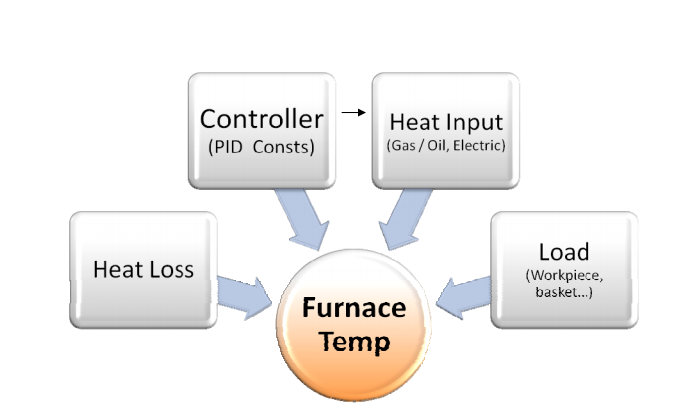 Controller
(PID Consts)
Heat Input
(Gas / Oil, Electric)
Heat Loss
Load
(Workpiece,
basket...)
Furnace
Temp